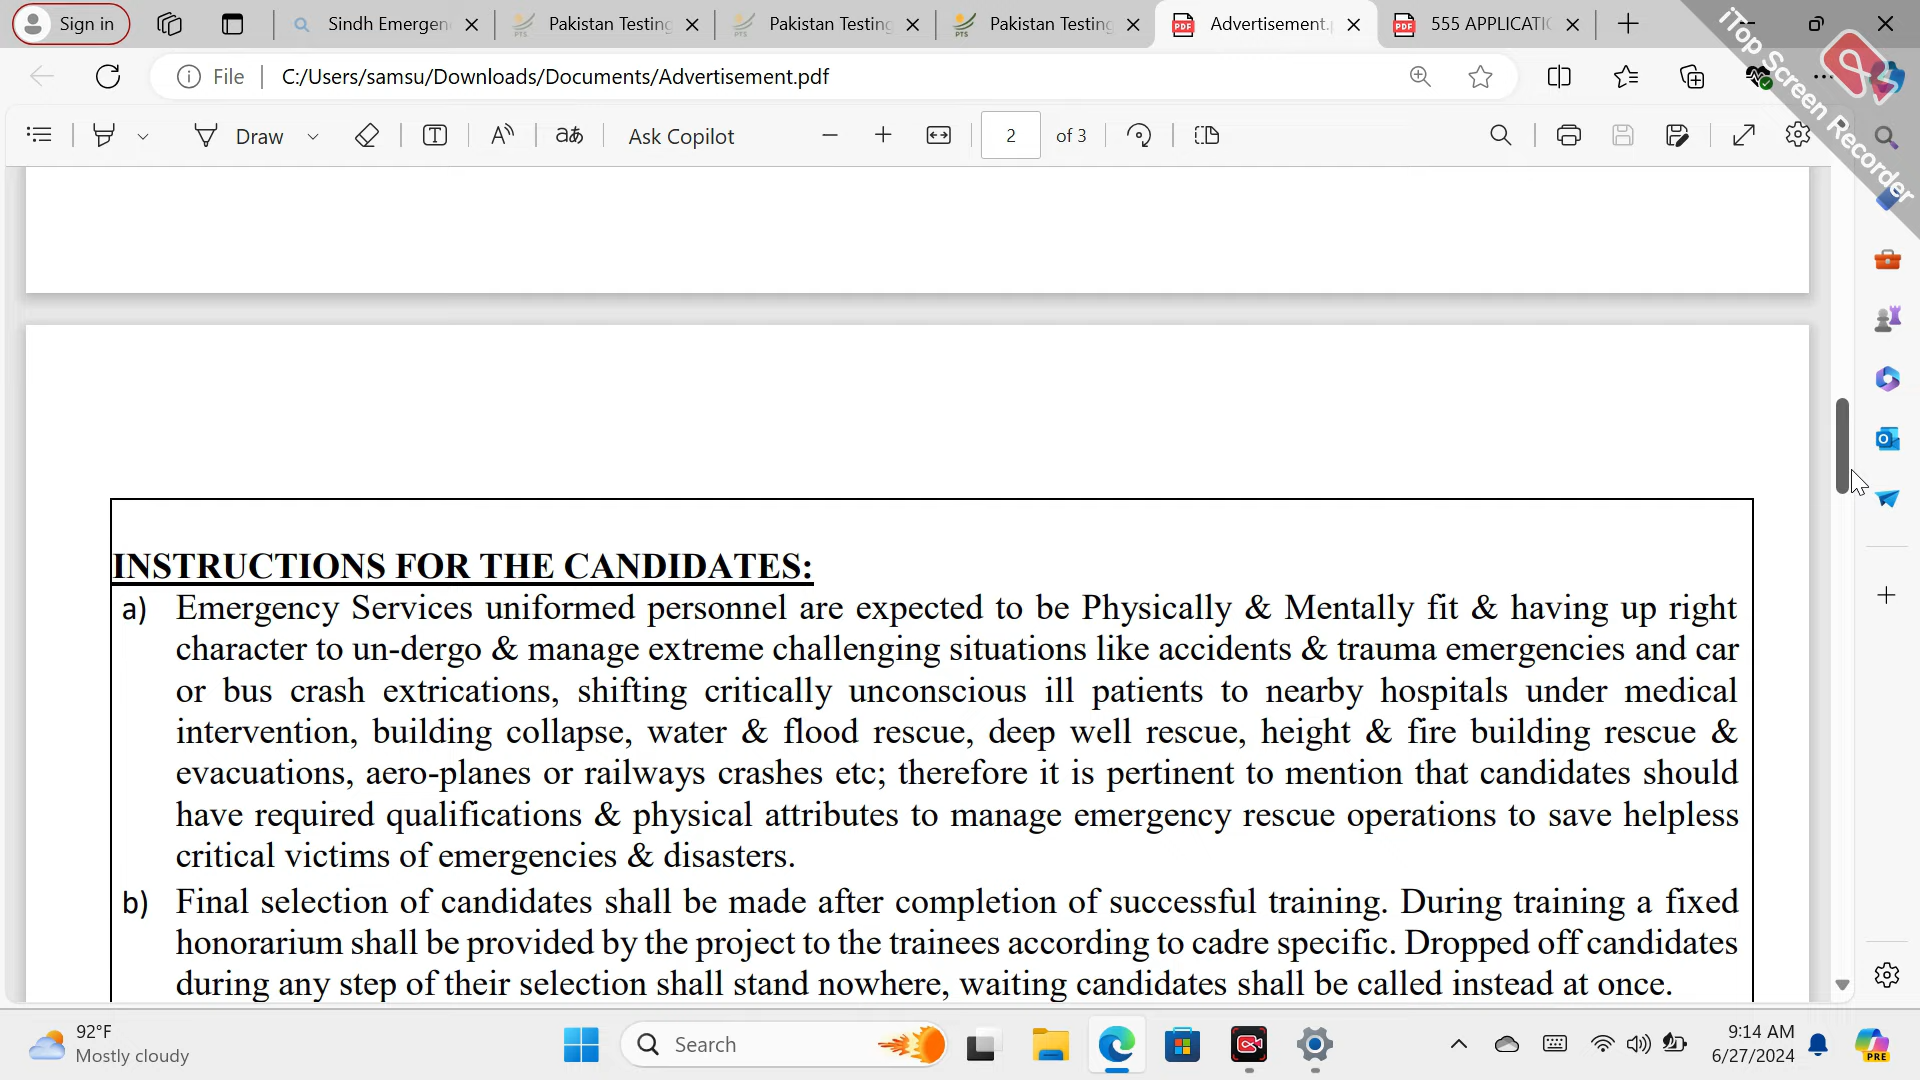 Sign in
Sindh Emergen
Pakistan Testing
Pakistan Testing
Pakistan Testing
Advertisement.
555 APPLICATIO
File
C:/Users/samsu/Downloads/Documents/Advertisement.pdf
Draw
Ask Copilot
2 of 3
iTop Screen Recorder
INSTRUCTIONS FOR THE CANDIDATES:
a) Emergency Services uniformed personnel are expected to be Physically & Mentally fit & having up right
character to un-dergo & manage extreme challenging situations like accidents & trauma emergencies and car
or bus crash extrications, shifting critically unconscious ill patients to nearby hospitals under medical
intervention, building collapse, water & flood rescue, deep well rescue, height & fire building rescue &
evacuations, aero-planes or railways crashes etc; therefore it is pertinent to mention that candidates should
have required qualifications & physical attributes to manage emergency rescue operations to save helpless
critical victims of emergencies & disasters.
b) Final selection of candidates shall be made after completion of successful training. During training a fixed
honorarium shall be provided by the project to the trainees according to cadre specific. Dropped off candidates
during any step of their selection shall stand nowhere, waiting candidates shall be called instead at once.
92°F
Mostly cloudy
Search
9:14 AM
6/27/2024
PRE